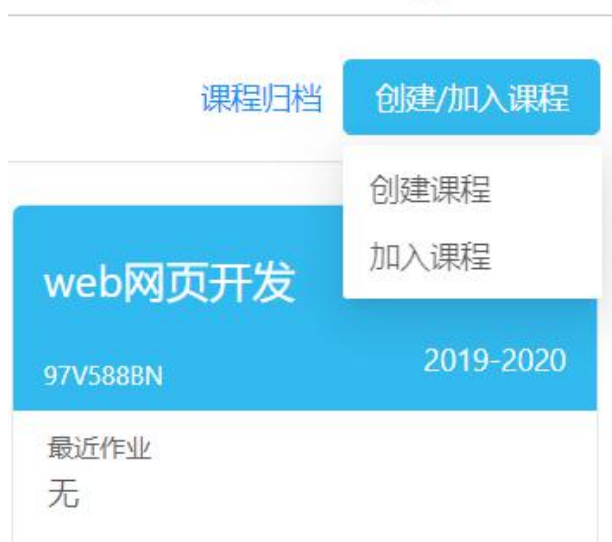 课程归档 创建/加入课程
创建课程
加入课程
web网页开发
97V588BN 2019-2020
最近作业
无